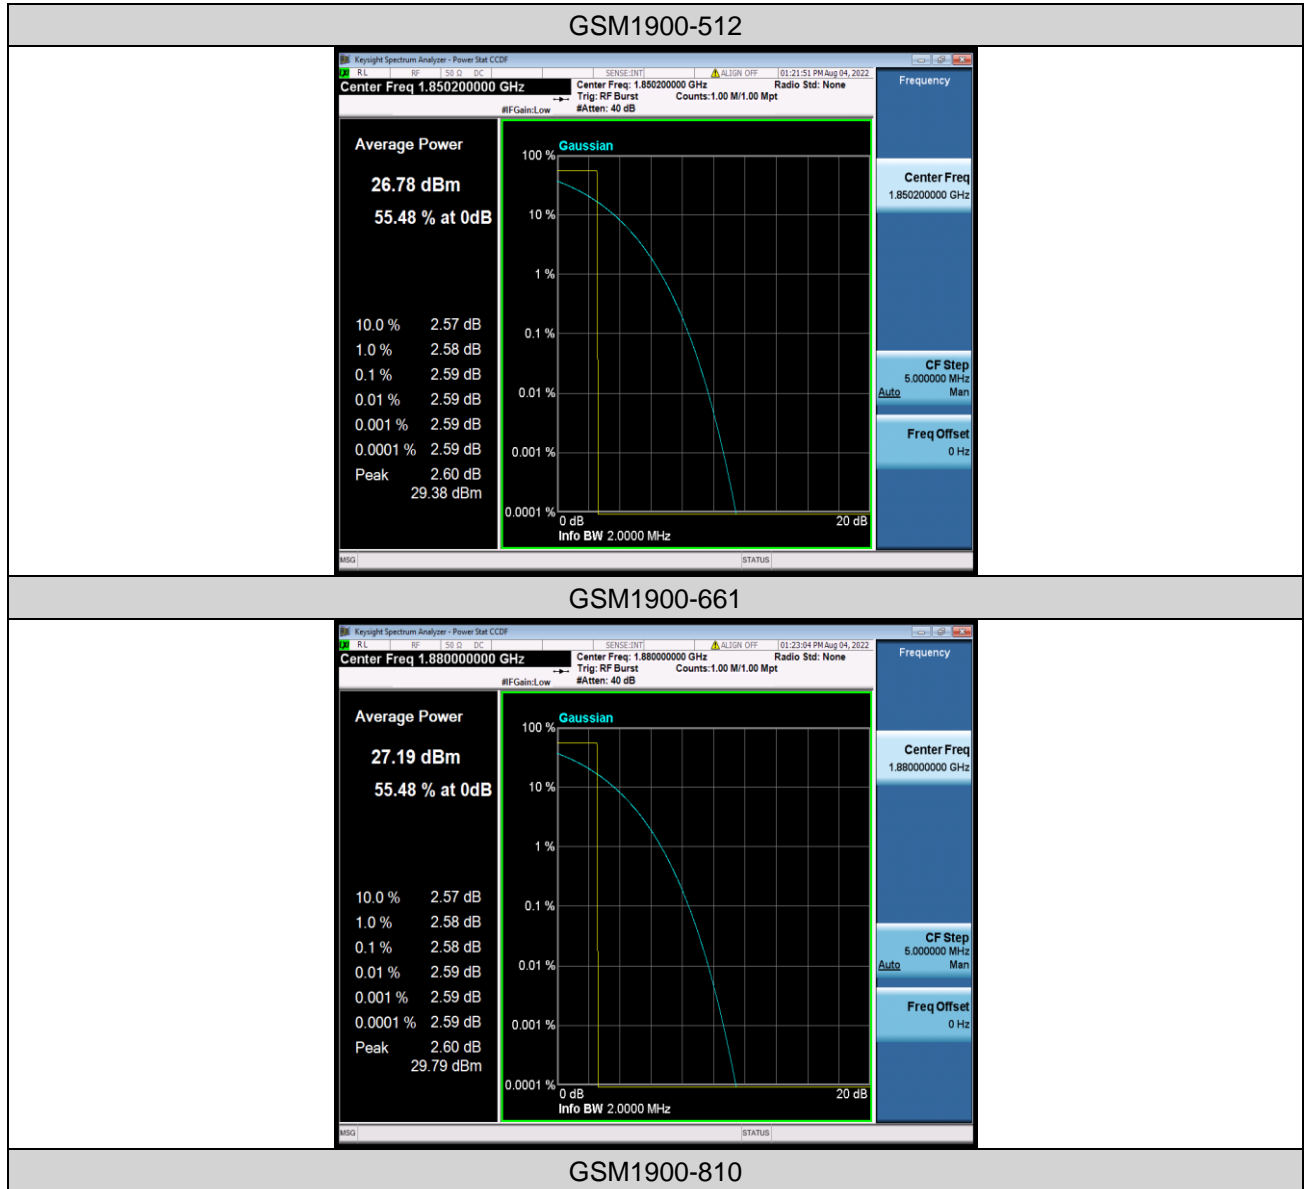 GSM1900-512
Keysight Spectrum Analyzer - Power Stat CCDF
RL RF 50 Ω DC SENSE:INT ALIGN OFF 01:21:51 PM Aug 04, 2022
Center Freq 1.850200000 GHz
Center Freq: 1.850200000 GHz Radio Std: None
Trig: RF Burst Counts:1.00 M/1.00 Mpt
#IFGain:Low #Atten: 40 dB
Frequency
Average Power
26.78 dBm
55.48 % at 0dB
10.0 % 2.57 dB
1.0 % 2.58 dB
0.1 % 2.59 dB
0.01 % 2.59 dB
0.001 % 2.59 dB
0.0001 % 2.59 dB
Peak 2.60 dB
29.38 dBm
Gaussian
100 %
10 %
1 %
0.1 %
0.01 %
0.001 %
0.0001 %
0 dB 20 dB
Info BW 2.0000 MHz
Center Freq
1.850200000 GHz
CF Step
5.000000 MHz
Auto Man
Freq Offset
0 Hz
MSG STATUS
GSM1900-661
Keysight Spectrum Analyzer - Power Stat CCDF
RL RF 50 Ω DC SENSE:INT ALIGN OFF 01:23:04 PM Aug 04, 2022
Center Freq 1.880000000 GHz
Center Freq: 1.880000000 GHz Radio Std: None
Trig: RF Burst Counts:1.00 M/1.00 Mpt
#IFGain:Low #Atten: 40 dB
Frequency
Average Power
27.19 dBm
55.48 % at 0dB
10.0 % 2.57 dB
1.0 % 2.58 dB
0.1 % 2.58 dB
0.01 % 2.59 dB
0.001 % 2.59 dB
0.0001 % 2.59 dB
Peak 2.60 dB
29.79 dBm
Gaussian
100 %
10 %
1 %
0.1 %
0.01 %
0.001 %
0.0001 %
0 dB 20 dB
Info BW 2.0000 MHz
Center Freq
1.880000000 GHz
CF Step
5.000000 MHz
Auto Man
Freq Offset
0 Hz
MSG STATUS
GSM1900-810